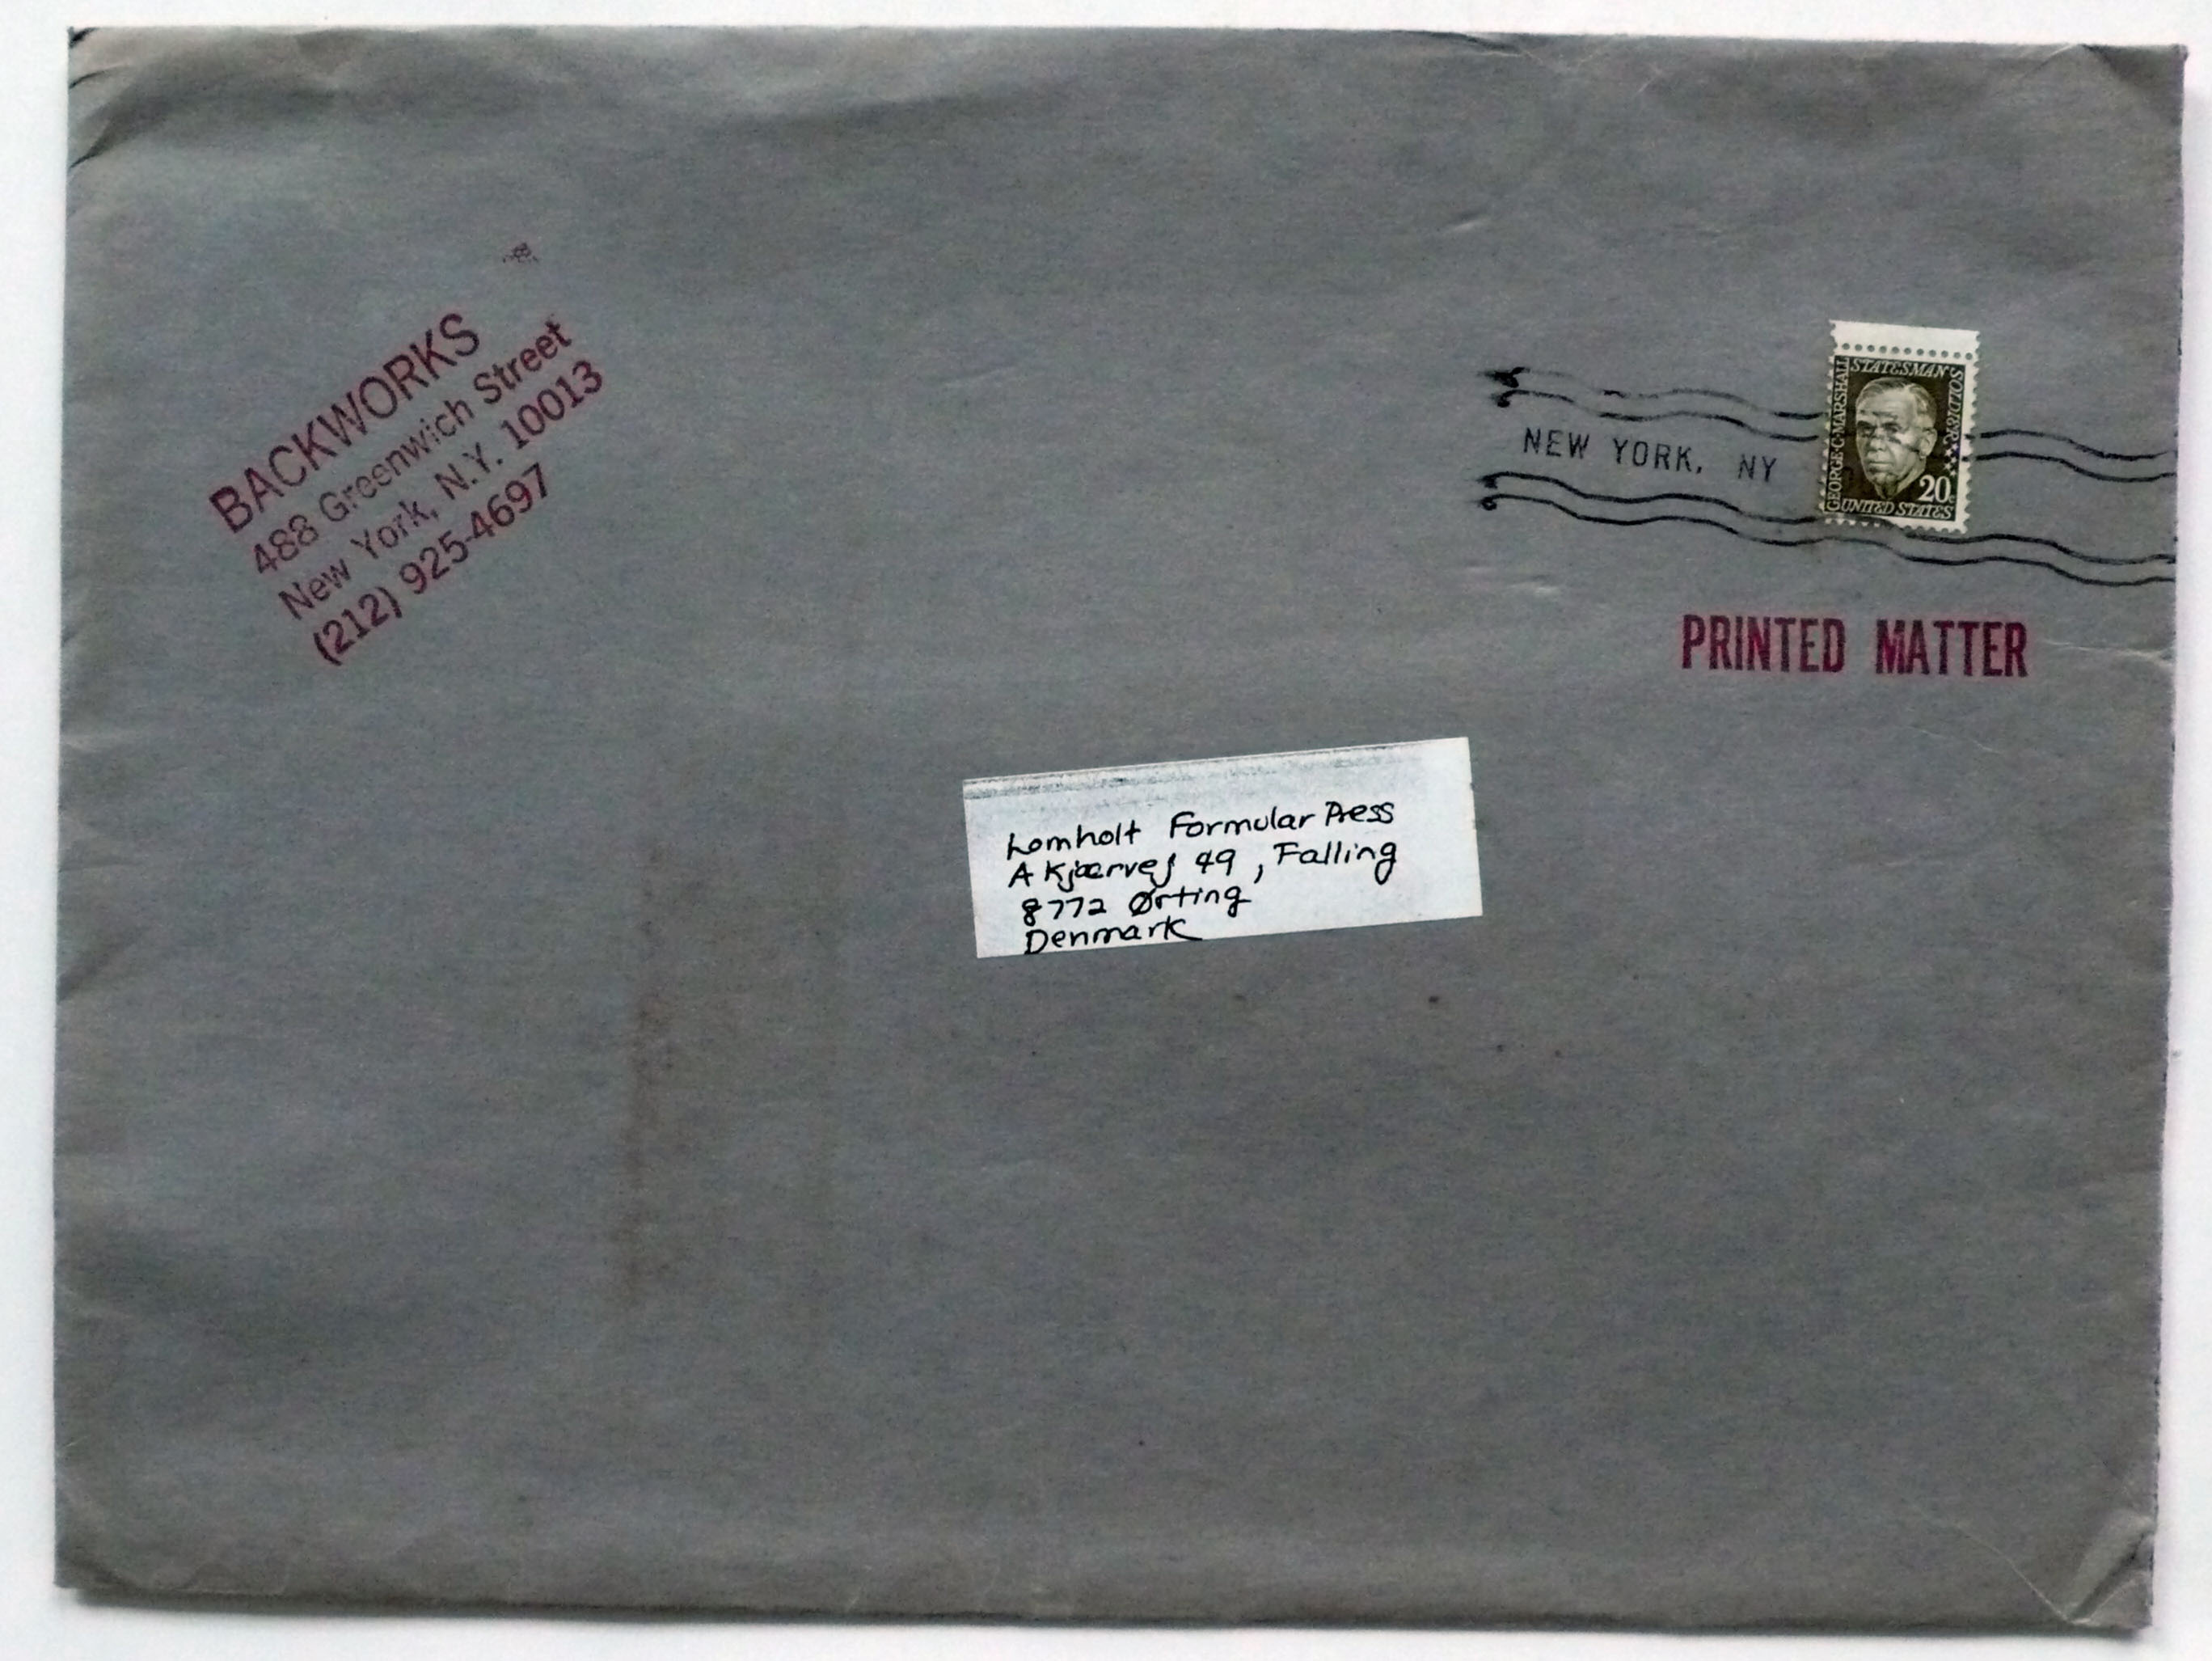 BACKWORKS
488 Greenwich Street
New York, N.Y. 10013
(212) 925-4697
NEW YORK, NY
STATESMAN
SOLDIER
GEORGE·C·MARSHALL
20c
UNITED STATES
PRINTED MATTER
Lomholt Formular Press
A Kjærvej 49, Falling
8772 Ørting
Denmark